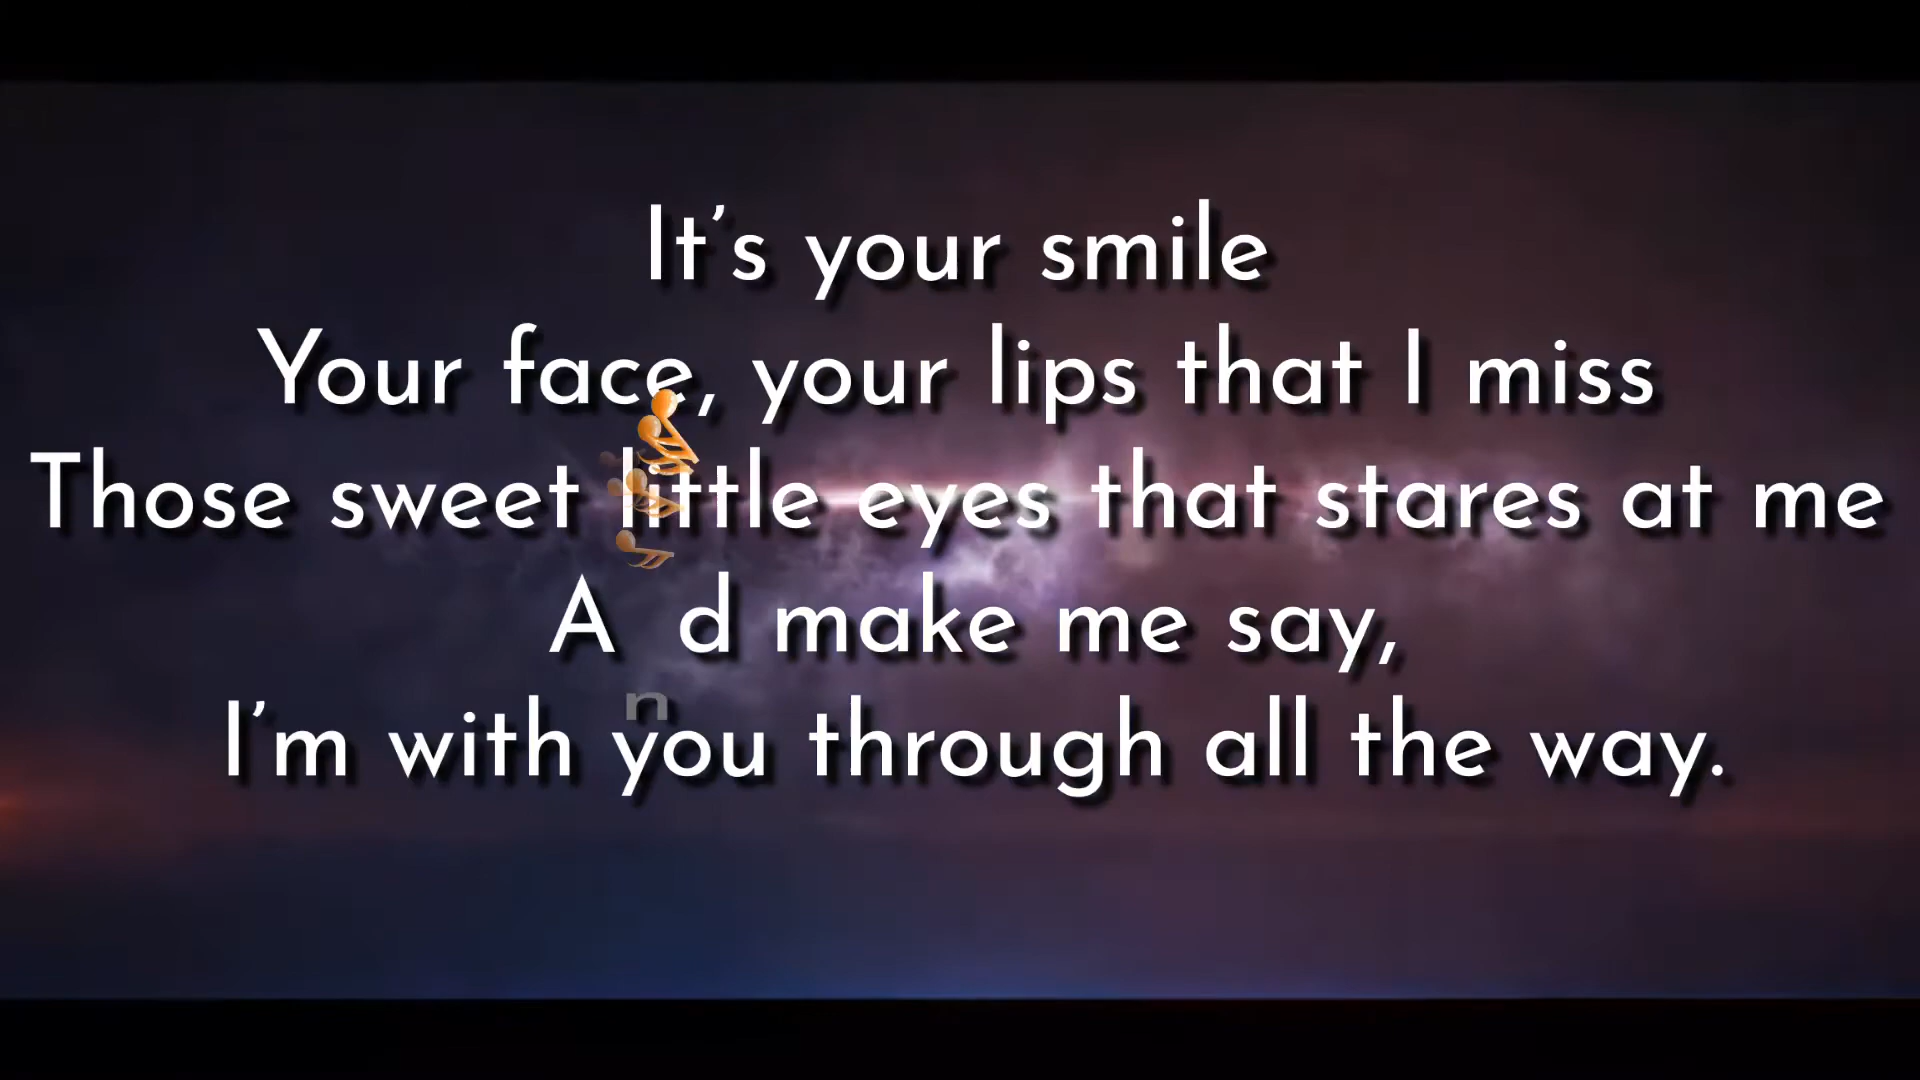 It's your smile
Your face, your lips that I miss
Those sweet little eyes that stares at me
And make me say,
I'm with you through all the way.